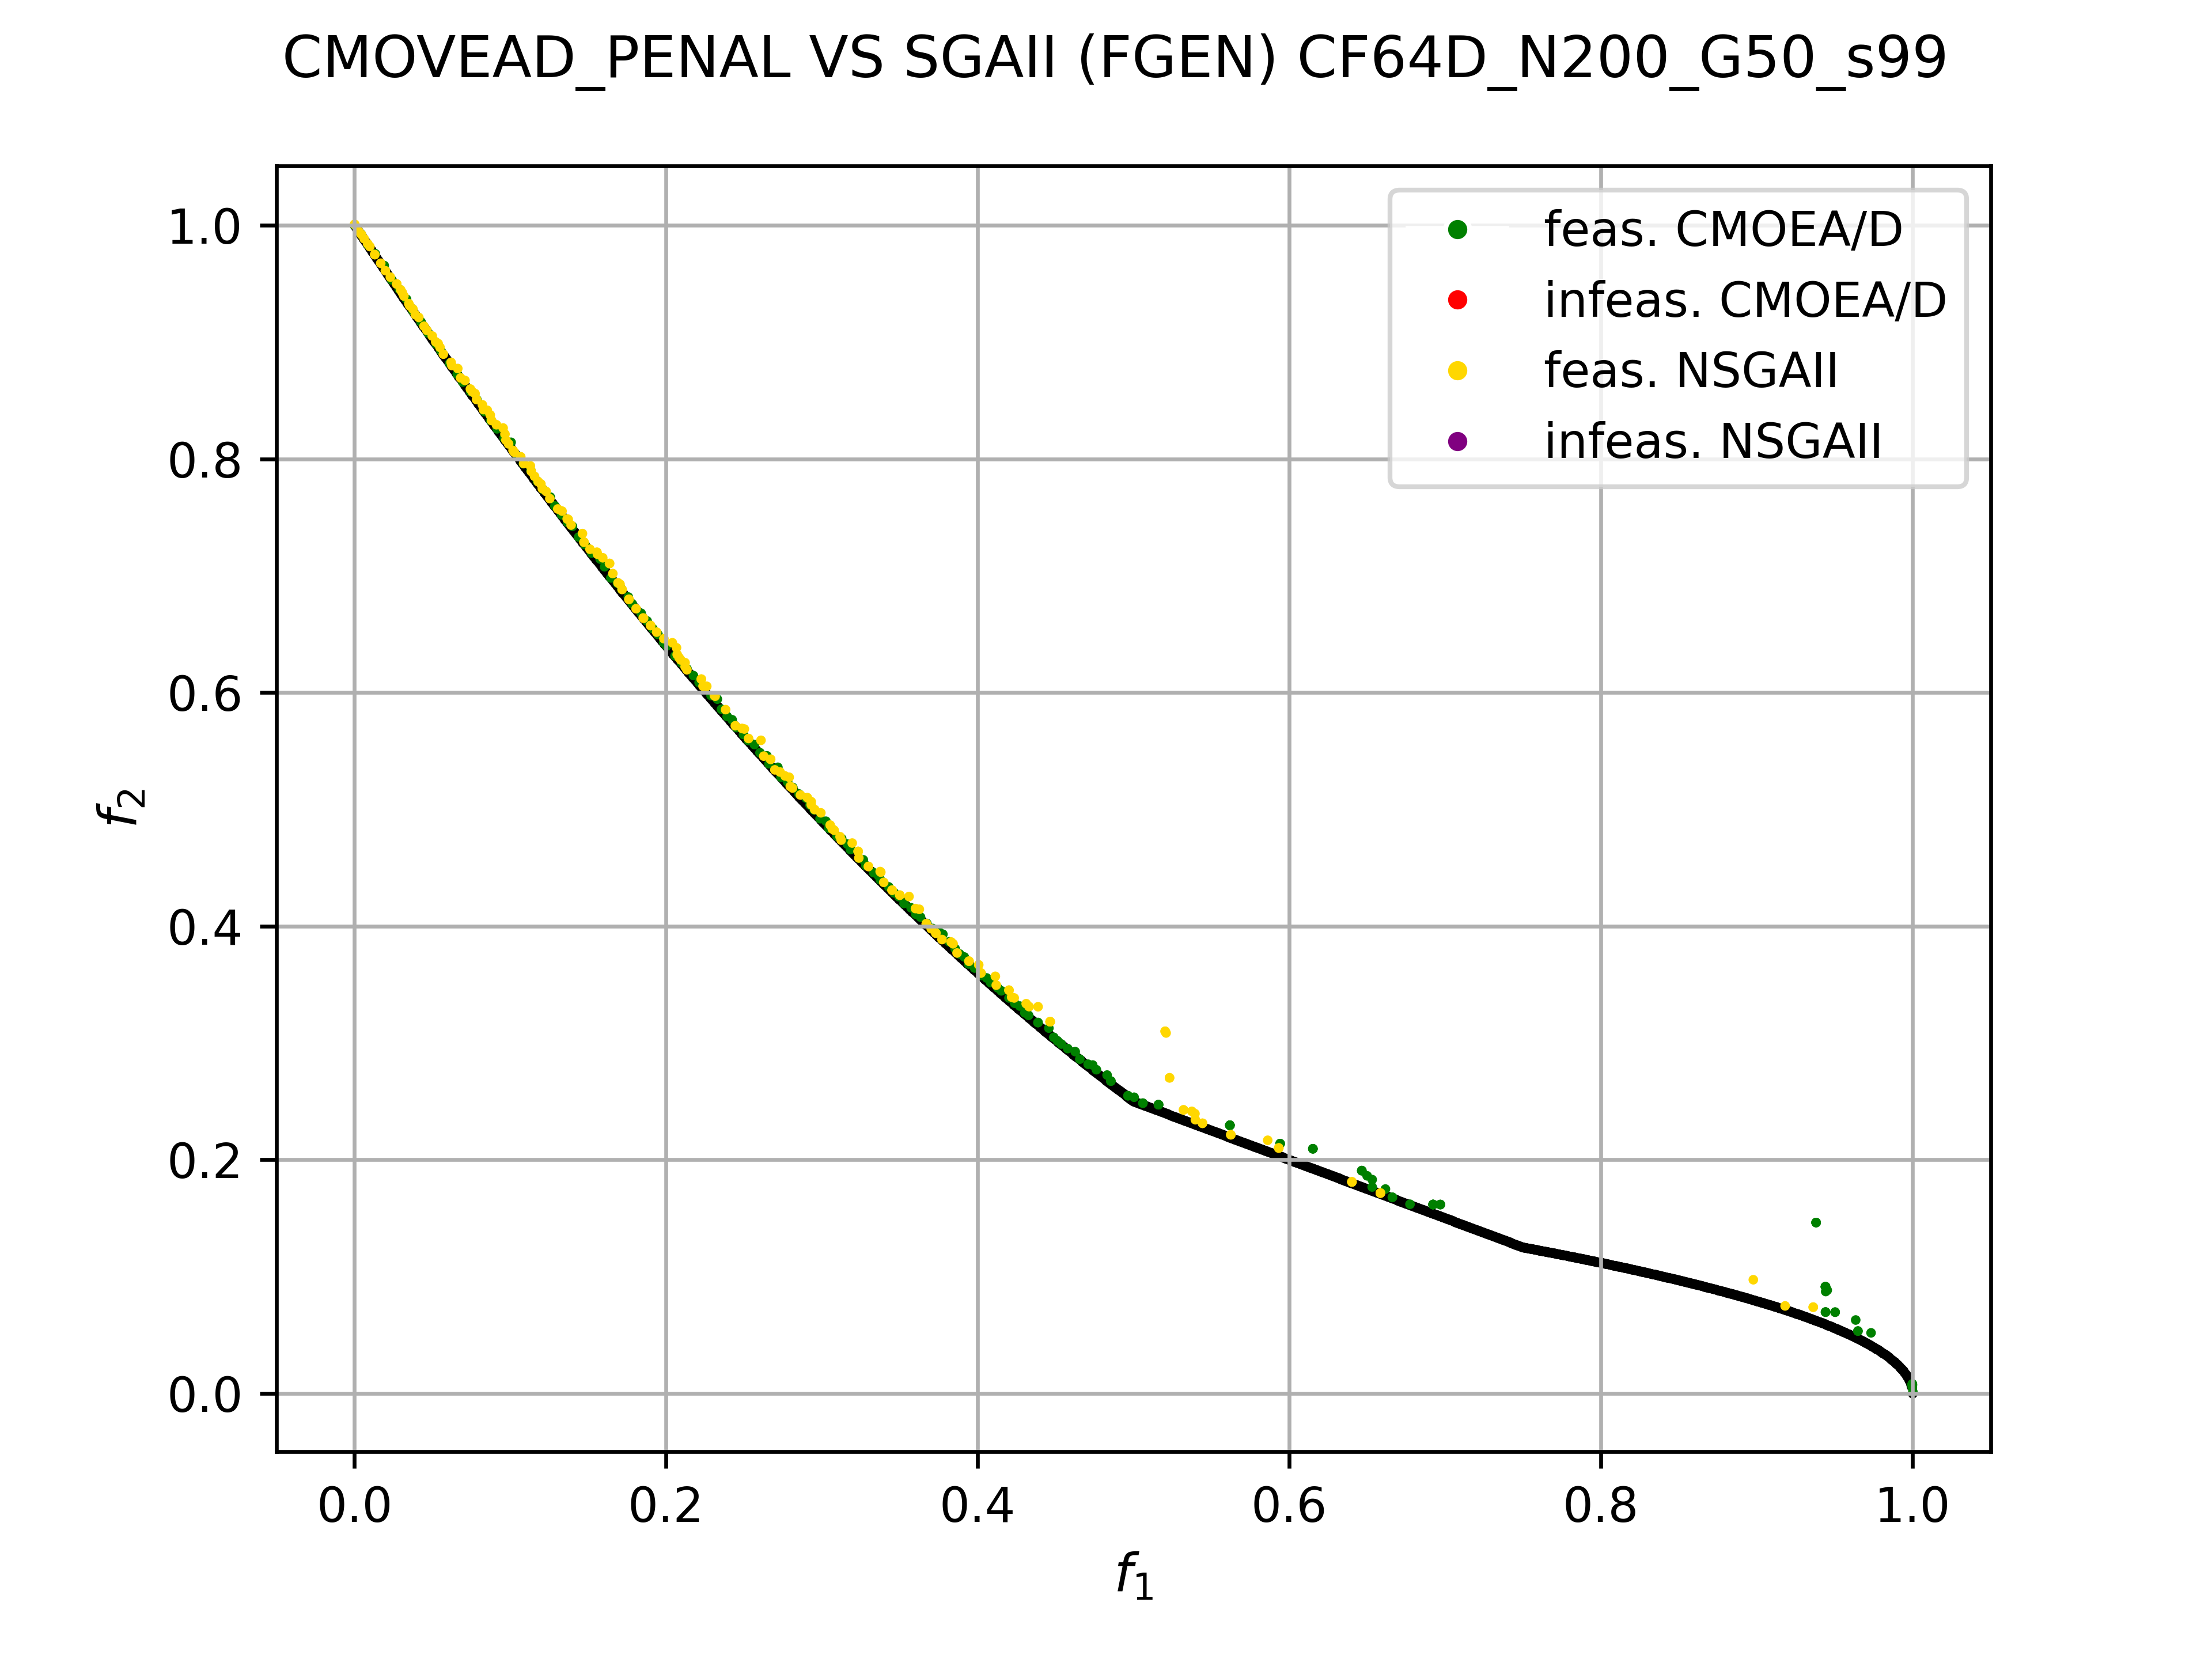 CMOVEAD_PENAL VS SGAII (FGEN) CF64D_N200_G50_s99
feas. CMOEA/D
infeas. CMOEA/D
feas. NSGAII
infeas. NSGAII
1.0
0.8
0.6
0.4
0.2
0.0
f2
0.0 0.2 0.4 0.6 0.8 1.0
f1